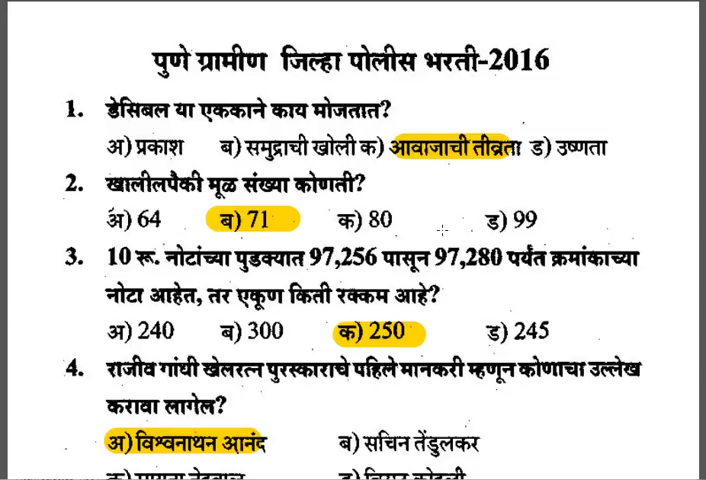 पुणे ग्रामीण जिल्हा पोलीस भरती-2016
1. डेसिबल या एककाने काय मोजतात?
अ) प्रकाश ब) समुद्राची खोली क) आवाजाची तीव्रता ड) उष्णता
2. खालीलपैकी मूळ संख्या कोणती?
अ) 64 ब) 71 क) 80 ड) 99
3. 10 रू. नोटांच्या पुडक्यात 97,256 पासून 97,280 पर्यंत क्रमांकाच्या
नोटा आहेत, तर एकूण किती रक्कम आहे?
अ) 240 ब) 300 क) 250 ड) 245
4. राजीव गांधी खेलरत्न पुरस्काराचे पहिले मानकरी म्हणून कोणाचा उल्लेख
करावा लागेल?
अ) विश्वनाथन आनंद ब) सचिन तेंडुलकर